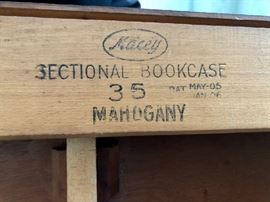 Macey
SECTIONAL BOOKCASE
35 PAT MAY-05
JAN-06
MAHOGANY